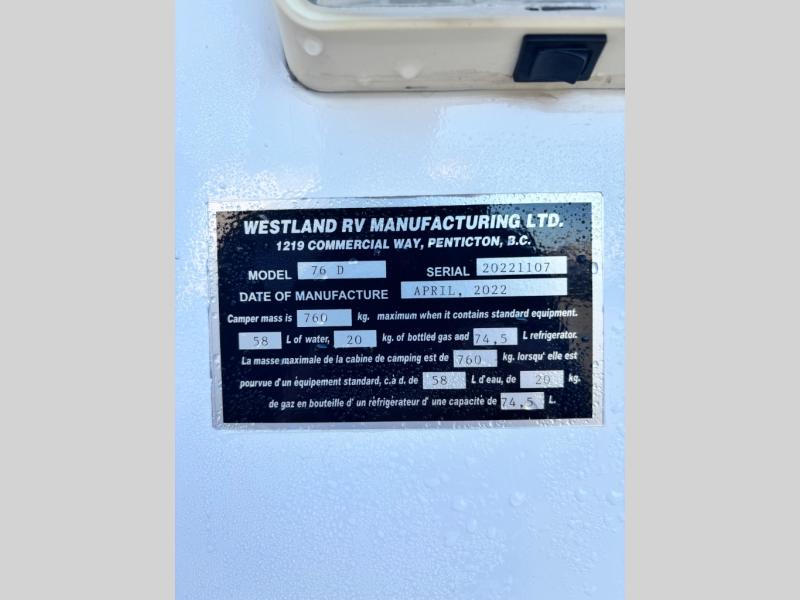 WESTLAND RV MANUFACTURING LTD.
1219 COMMERCIAL WAY, PENTICTON, B.C.
MODEL 76 D SERIAL 20221107
DATE OF MANUFACTURE APRIL, 2022
Camper mass is 760 kg. maximum when it contains standard equipment.
58 L of water, 20 kg. of bottled gas and 74,5 L refrigerator.
La masse maximale de la cabine de camping est de 760 kg. lorsqu' elle est
pourvue d'un équipement standard, c.à d. de 58 L d'eau, de 20 kg.
de gaz en bouteille d' un réfrigérateur d' une capacité de 74,5 L.